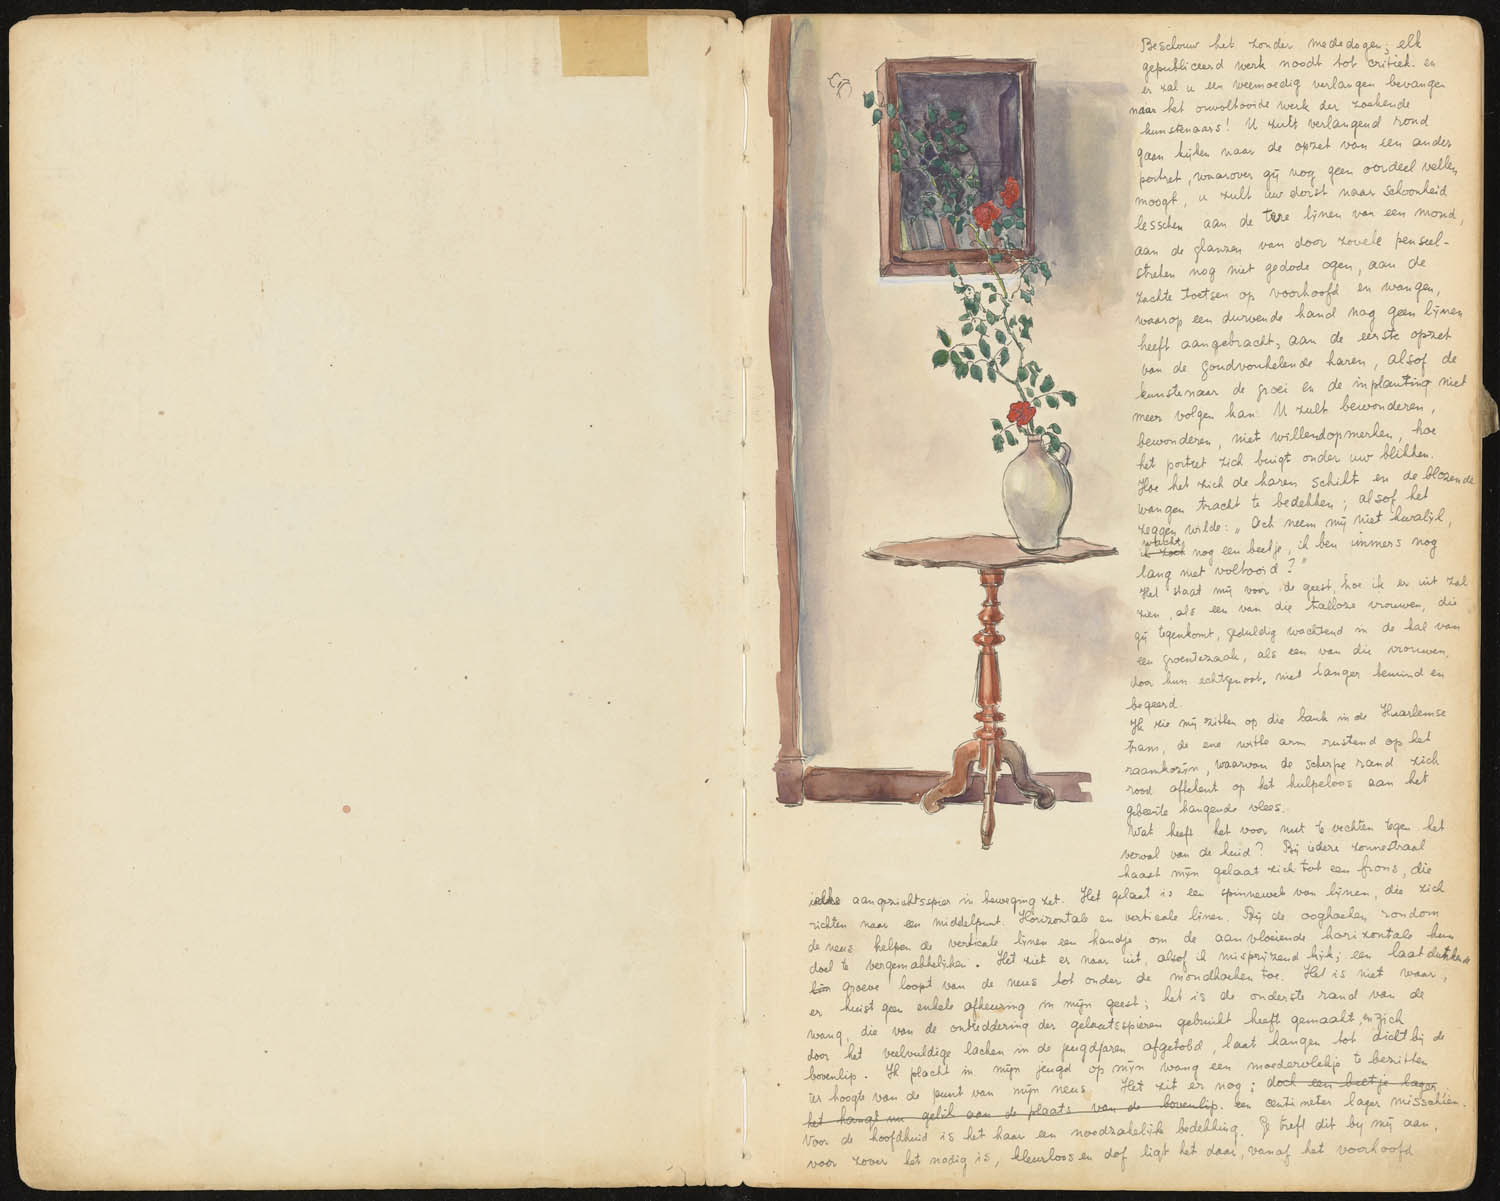 Beschouw het zonder mededogen; elk
gepubliceerd werk noodt tot critiek. en
er zal u een weemoedig verlangen bevangen
naar het onvoltooide werk der zoekende
kunstenaars! U zult verlangend rond
gaan kijken naar de opzet van een ander
portret, waarover gij nog geen oordeel vellen
moogt, u zult uw dorst naar schoonheid
lesschen aan de tere lijnen van een mond,
aan de glanzen van door zovele penseel-
streken nog niet gedode ogen, aan de
zachte toetsen op voorhoofd en wangen,
waarop een durvende hand nog geen lijnen
heeft aangebracht, aan de eerste opzet
van de goudvonkelende haren, alsof de
kunstenaar de groei en de inplanting niet
meer volgen kan. U zult bewonderen,
bewonderen, niet willend opmerken, hoe
het portret zich buigt onder uw blikken.
Hoe het zich de haren schikt en de blozende
wangen tracht te bedekken; alsof het
zeggen wilde: „Ach neem mij niet kwalijk,
wacht nog een beetje, ik ben immers nog
lang niet voltooid?"
Het staat mij voor de geest, hoe ik er uit zal
zien, als een van die talloze vrouwen, die
gij tegenkomt, geduldig wachtend in de hal van
een groentezaak, als een van die vrouwen,
door hun echtgenoot, niet langer bemind en
begeerd.
Ik zie mij zitten op die bank in de Haarlemse
tram, de ene witte arm rustend op het
raamkozijn, waarvan de scherpe rand zich
rood aftekent op het hulpeloos aan het
gebeente hangende vlees.
Wat heeft het voor nut te vechten tegen het
verval van de huid? Bij iedere zonnestraal
haast mijn gelaat zich tot een frons, die
elke aangezichtsspier in beweging zet. Het gelaat is een spinneweb van lijnen, die zich
richten naar een middelpunt. Horizontale en verticale lijnen. Bij de ooghoeken, rondom
de neus helpen de verticale lijnen een handje om de aanvloeiende horizontale hun
doel te vergemakkelijken. Het ziet er naar uit, alsof ik misprijzend kijk; een laatdunkende
groeve loopt van de neus tot onder de mondhoeken toe. Het is niet waar,
er huist geen enkele afkeuring in mijn geest; het is de onderste rand van de
wang, die van de ontreddering der gelaatsspieren gebruikt heeft gemaakt, en zich
door het veelvuldige lachen in de jeugdjaren afgetobd, laat hangen tot dicht bij de
bovenlip. Ik placht in mijn jeugd op mijn wang een moedervlekje te bezitten
ter hoogte van de punt van mijn neus. Het zit er nog; doch een beetje lager,
het hangt nu gelijk aan de plaats van de bovenlip. een centimeter lager misschien.
Voor de hoofdhuid is het haar een noodzakelijke bedekking. Je treft dit bij mij aan,
voor zover het nodig is, kleurloos en dof ligt het daar, vanaf het voorhoofd